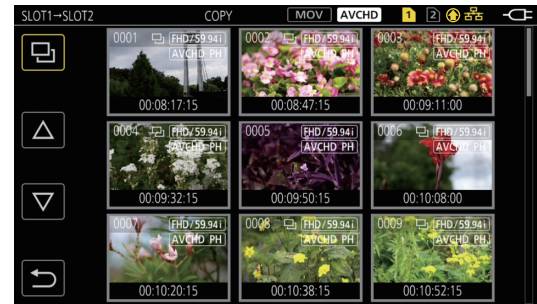 SLOT1→SLOT2 COPY MOV AVCHD 1 2
0001 FHD/59.94i
AVCHD PH
00:08:17:15
0002 FHD/59.94i
AVCHD PH
00:08:47:15
0003 FHD/59.94i
AVCHD PH
00:09:11:00
0004 FHD/59.94i
AVCHD PH
00:09:32:15
0005 FHD/59.94i
AVCHD PH
00:09:50:15
0006 FHD/59.94i
AVCHD PH
00:10:08:00
0007 FHD/59.94i
AVCHD PH
00:10:20:15
0008 FHD/59.94i
AVCHD PH
00:10:38:15
0009 FHD/59.94i
AVCHD PH
00:10:52:15